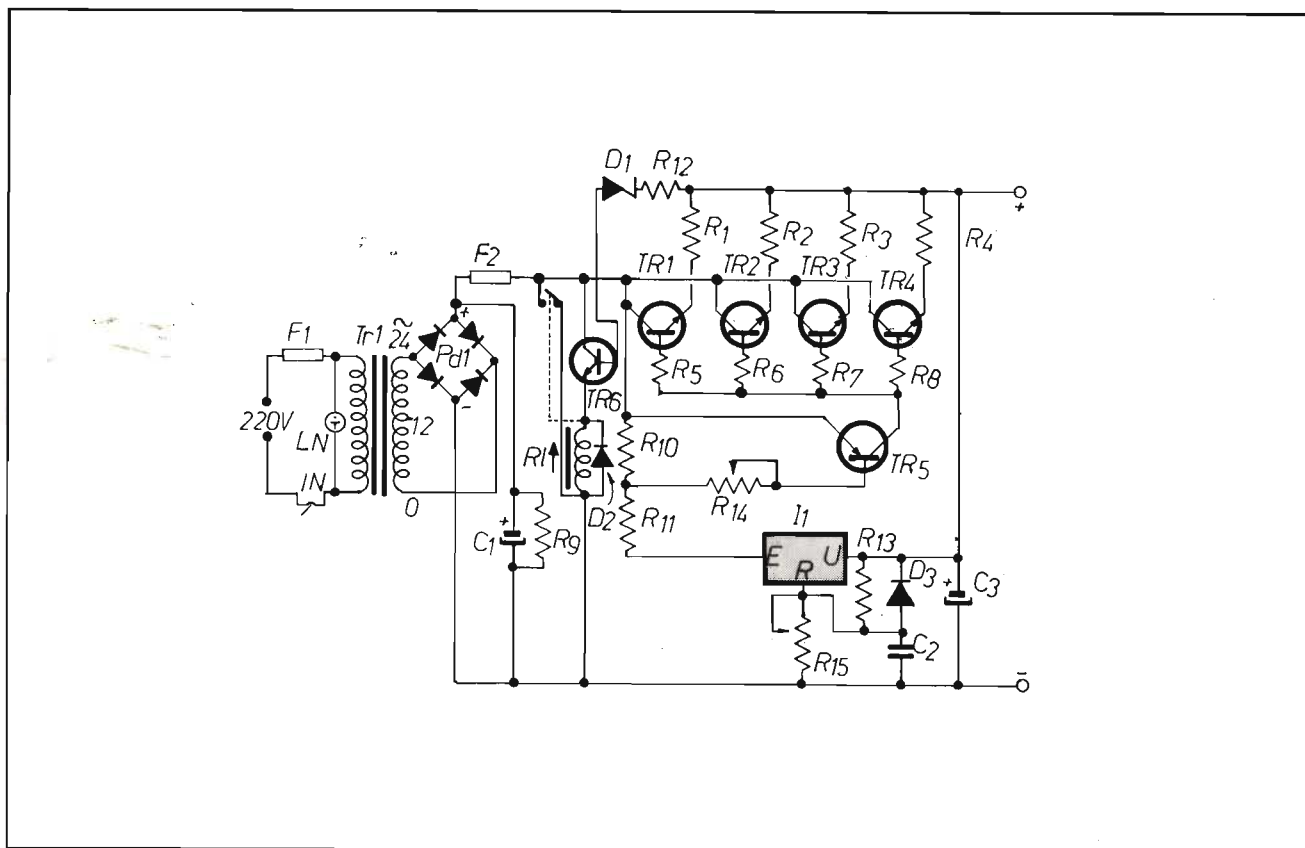 D1
R12
R1
R2
R3
R4
F2
TR1
TR2
TR3
TR4
F1
Tr1
~
24
+
Pd1
-
12
0
220V
LN
IN
R5
R6
R7
R8
TR6
TR5
R10
Rl
D2
R14
R11
C1
+
R9
I1
E
R
U
R13
D3
+
C3
R15
C2
+
-